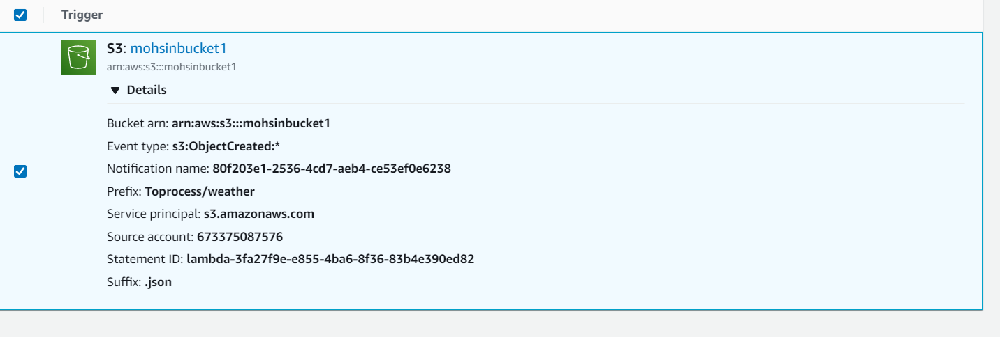 Trigger
S3: mohsinbucket1
arn:aws:s3:::mohsinbucket1
Details
Bucket arn: arn:aws:s3:::mohsinbucket1
Event type: s3:ObjectCreated:*
Notification name: 80f203e1-2536-4cd7-aeb4-ce53ef0e6238
Prefix: Toprocess/weather
Service principal: s3.amazonaws.com
Source account: 673375087576
Statement ID: lambda-3fa27f9e-e855-4ba6-8f36-83b4e390ed82
Suffix: .json